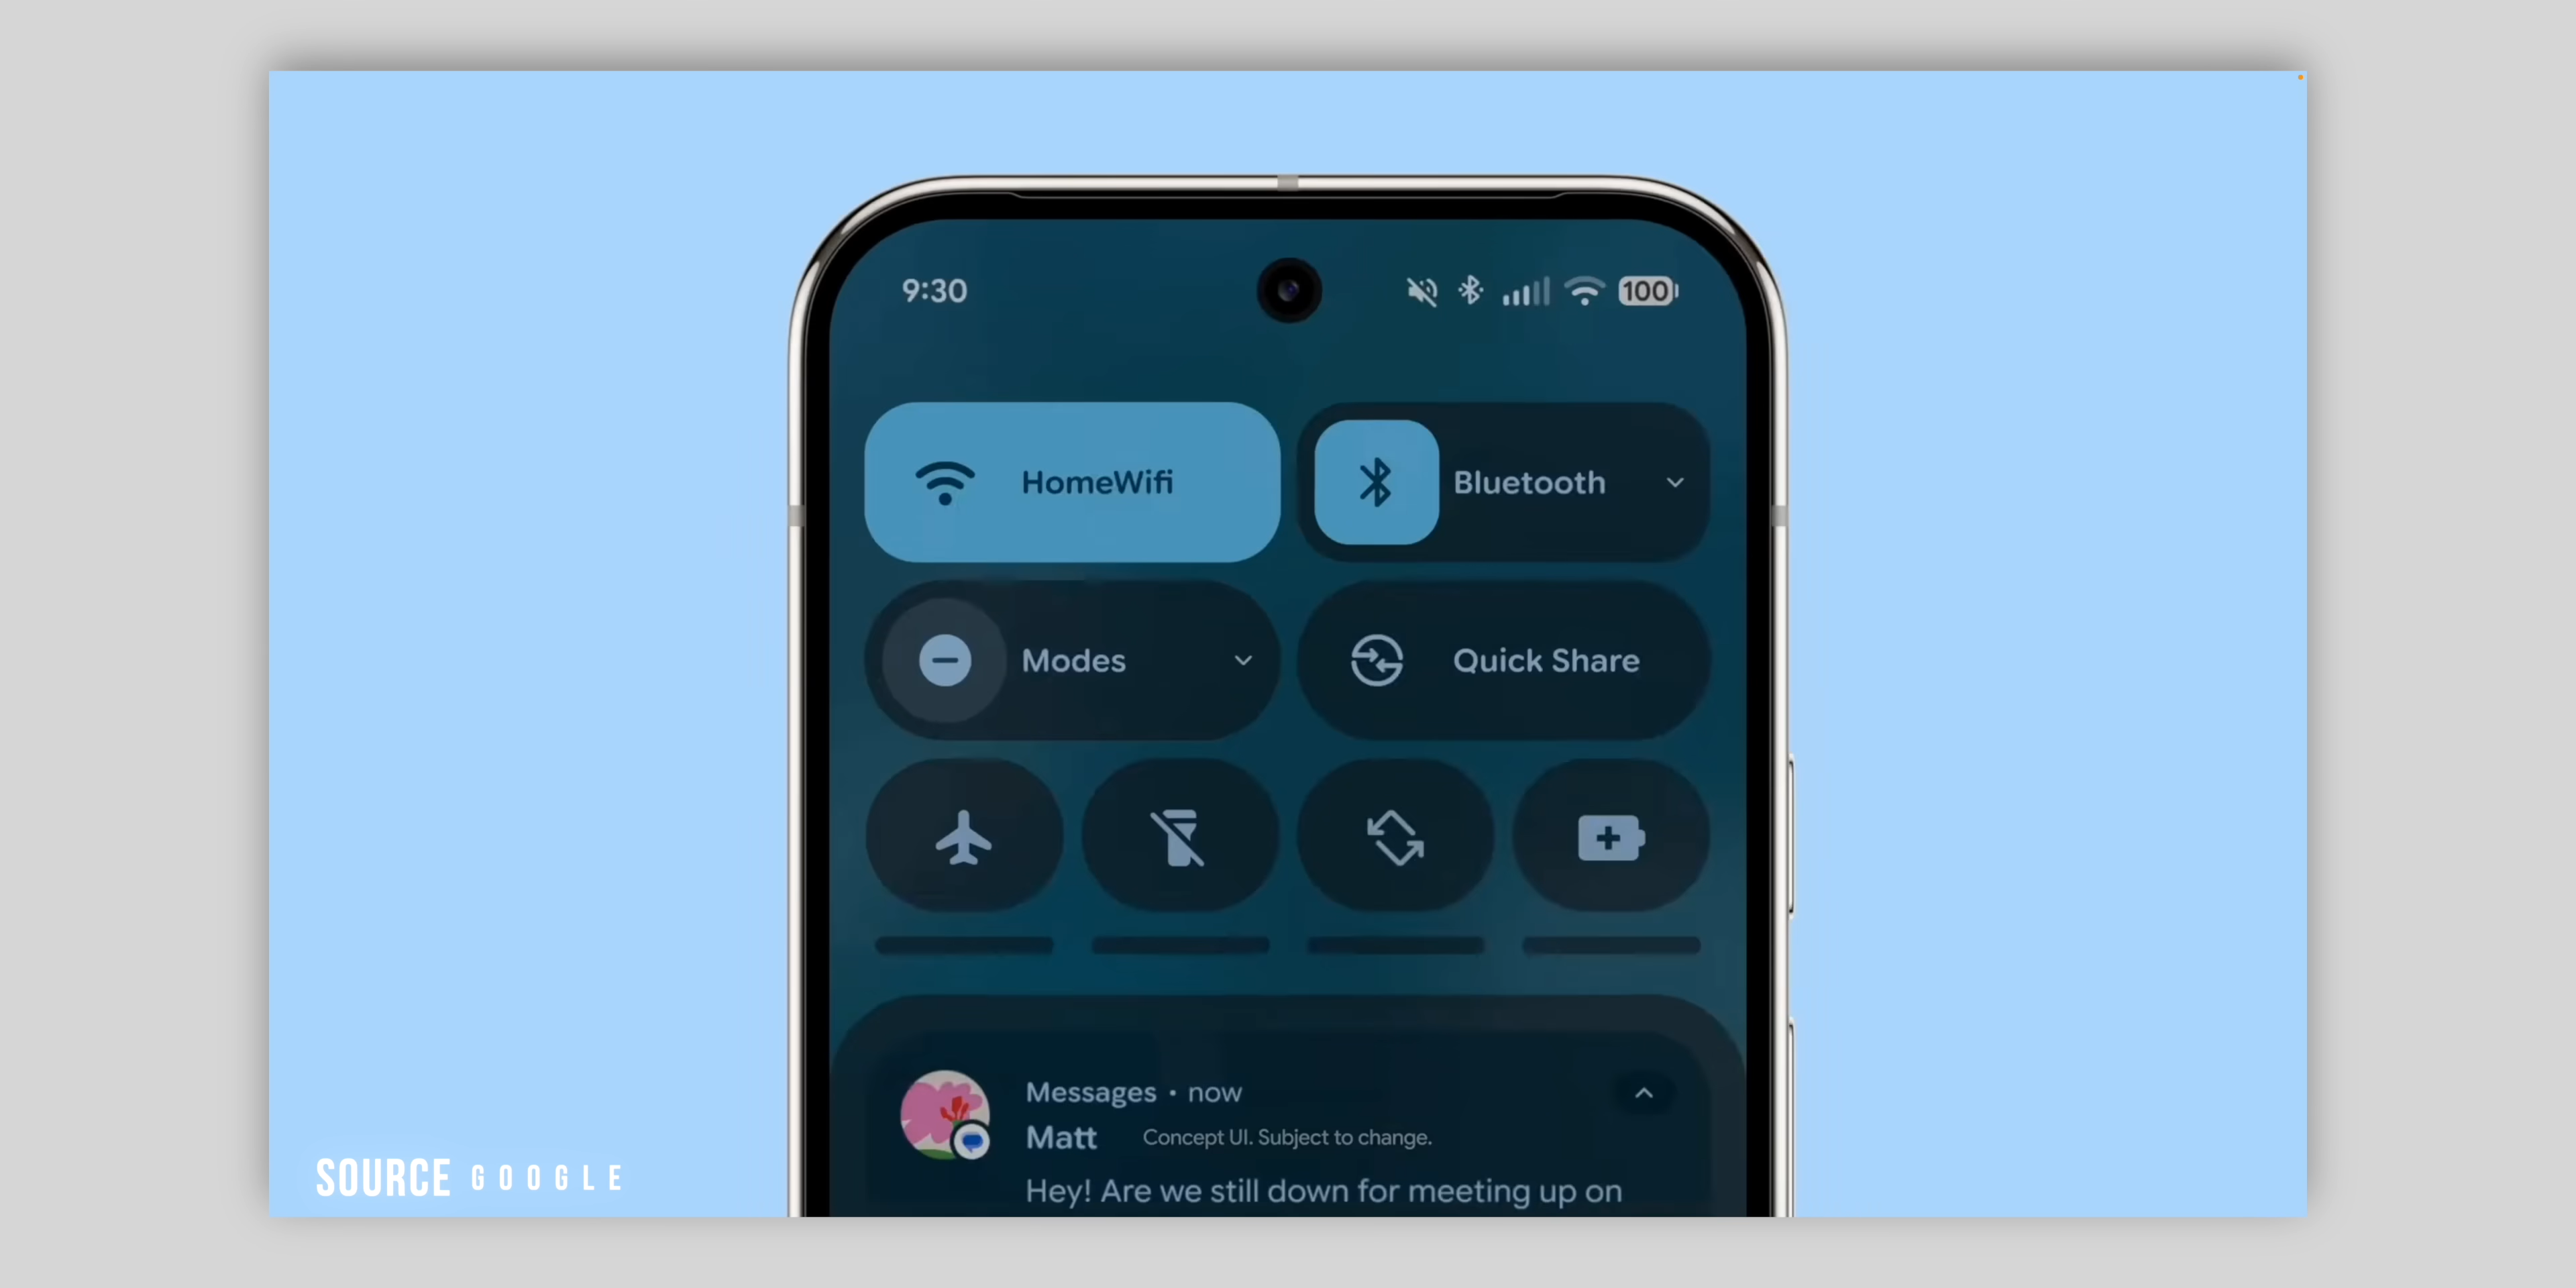 9:30
100
HomeWifi
Bluetooth
Modes
Quick Share
Messages • now
Matt
Concept UI. Subject to change.
Hey! Are we still down for meeting up on
SOURCE GOOGLE